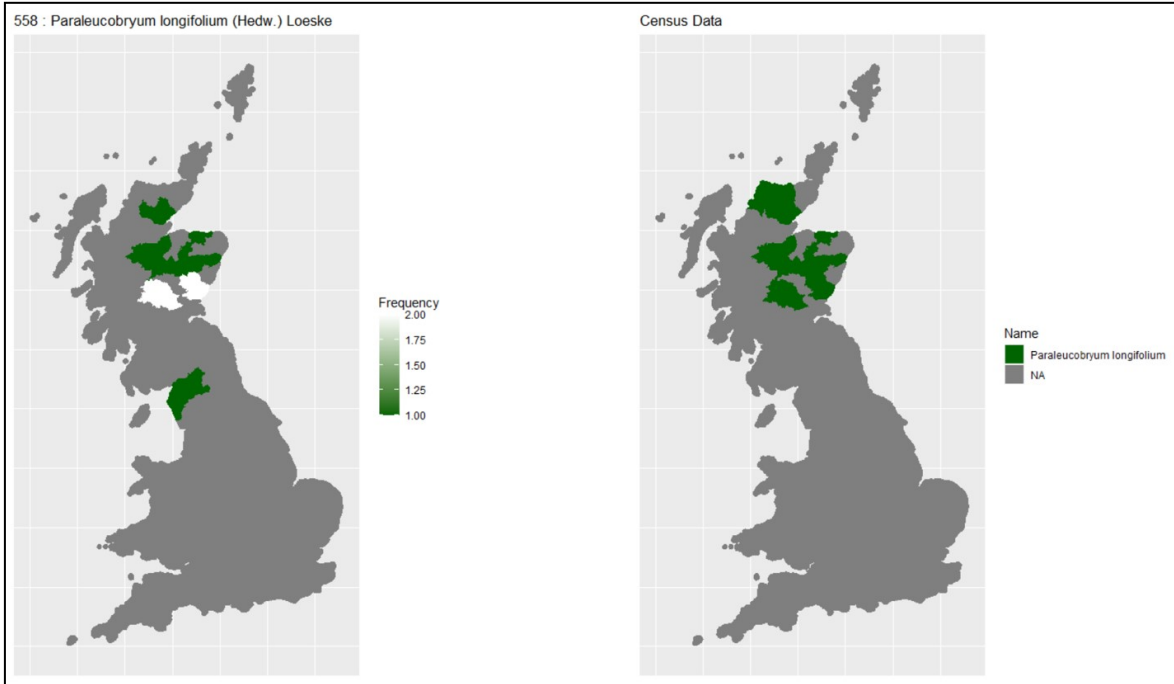 558 : Paraleucobryum longifolium (Hedw.) Loeske
Frequency
2.00
1.75
1.50
1.25
1.00
Census Data
Name
Paraleucobryum longifolium
NA